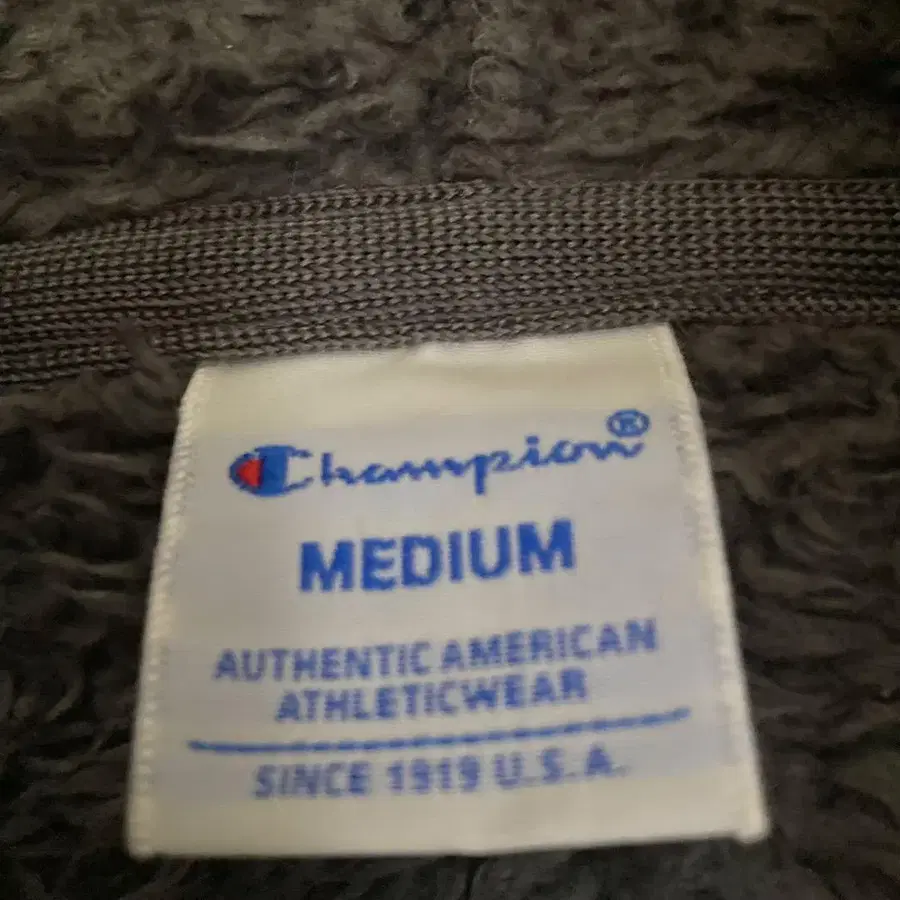 Champion®
MEDIUM
AUTHENTIC AMERICAN
ATHLETICWEAR
SINCE 1919 U.S.A.